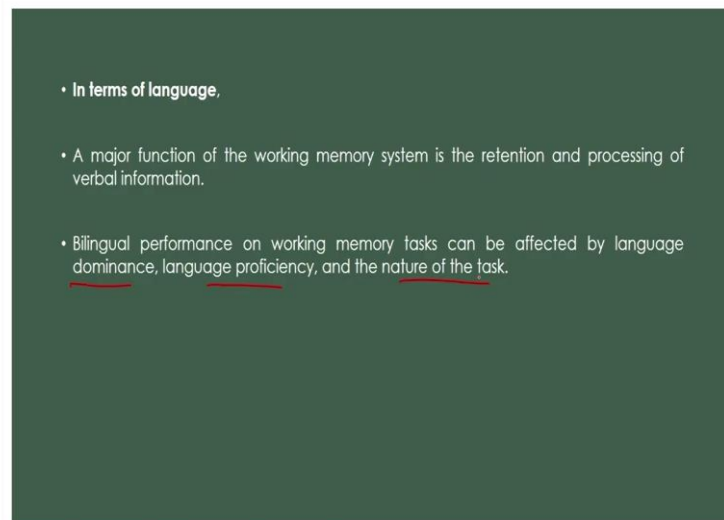 • In terms of language,
• A major function of the working memory system is the retention and processing of
verbal information.
• Bilingual performance on working memory tasks can be affected by language
dominance, language proficiency, and the nature of the task.